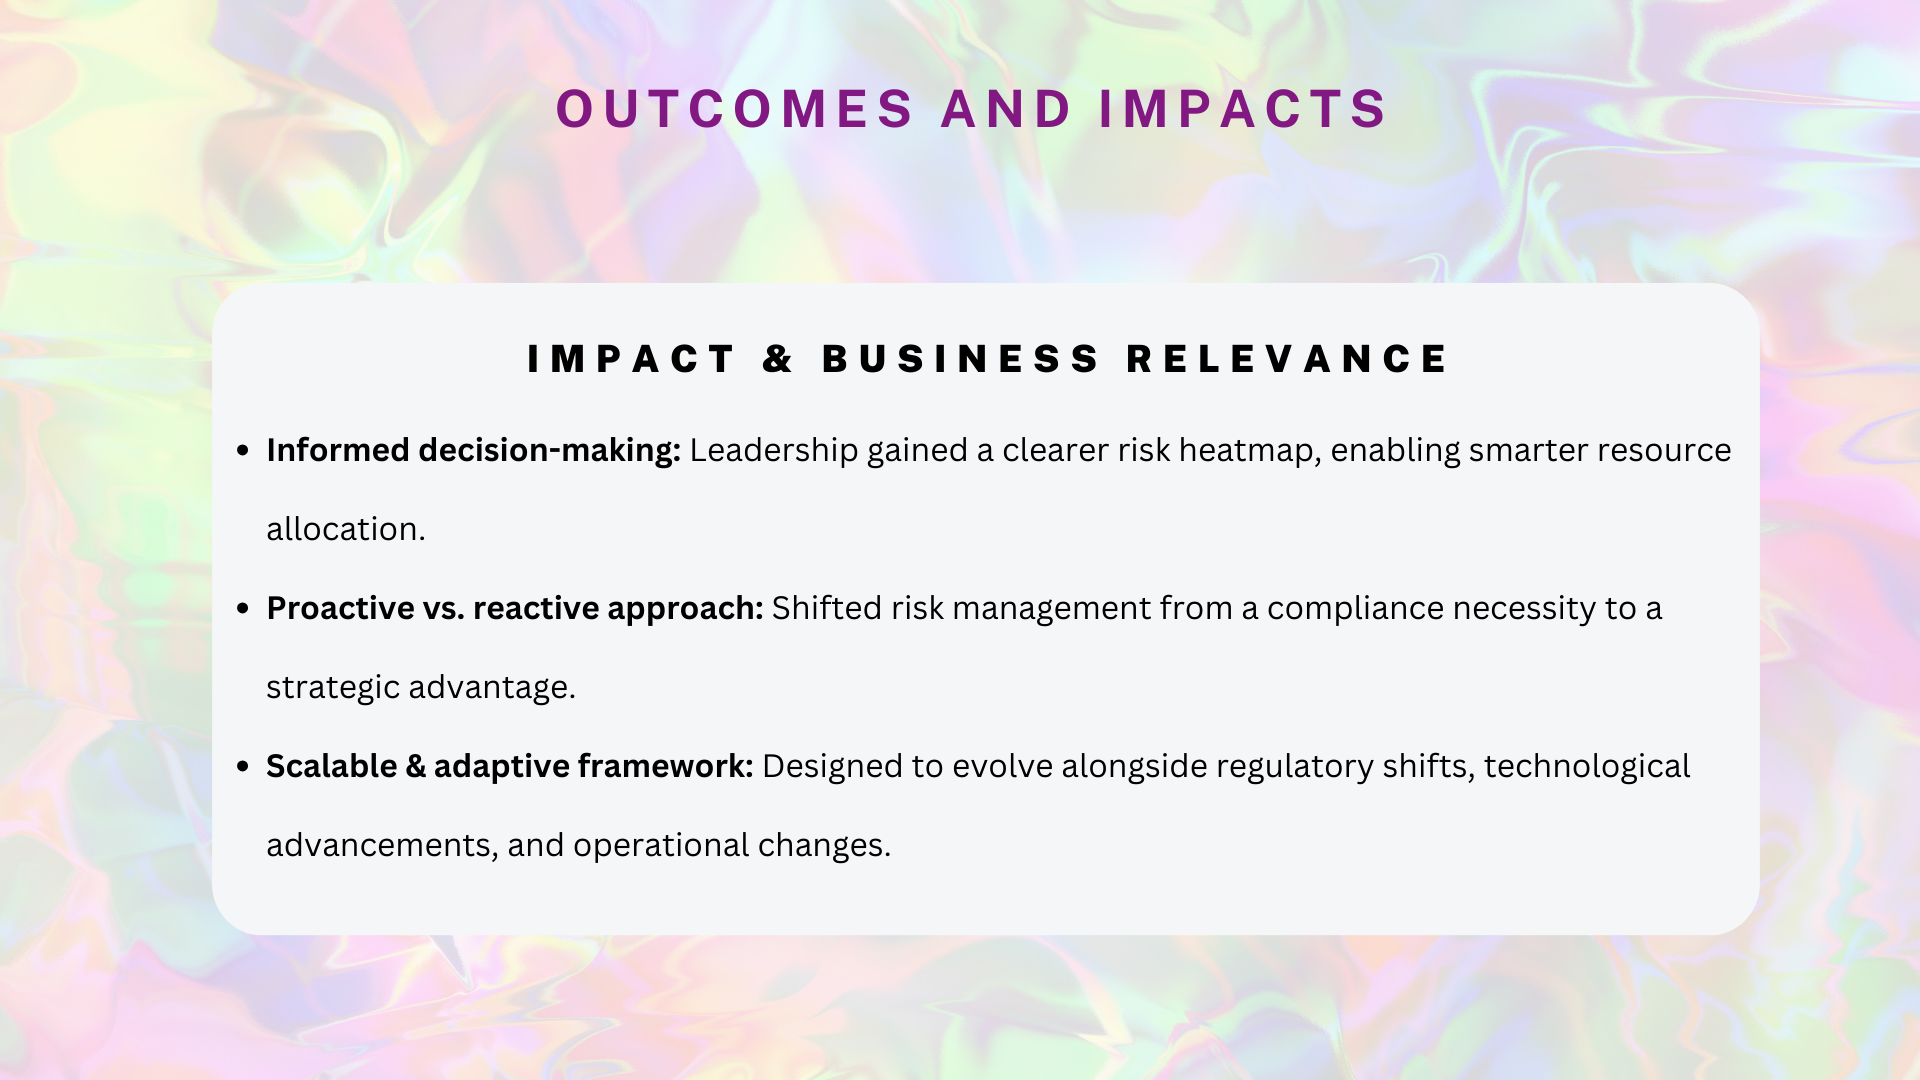 OUTCOMES AND IMPACTS
IMPACT & BUSINESS RELEVANCE
• Informed decision-making: Leadership gained a clearer risk heatmap, enabling smarter resource
allocation.
• Proactive vs. reactive approach: Shifted risk management from a compliance necessity to a
strategic advantage.
• Scalable & adaptive framework: Designed to evolve alongside regulatory shifts, technological
advancements, and operational changes.